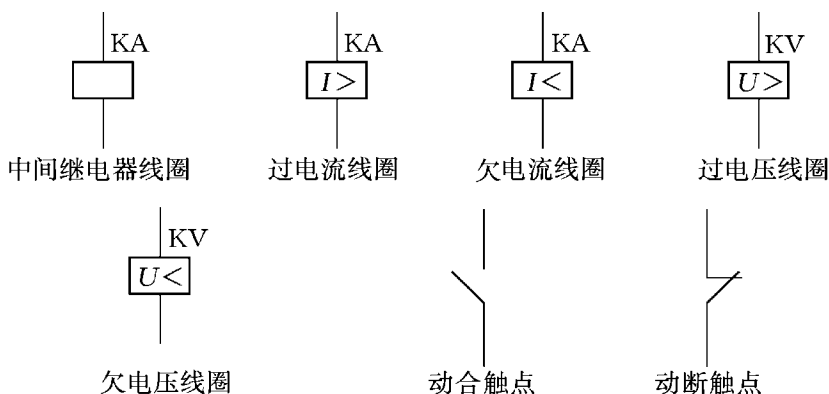 KA
KA
KA
KV
I>
I<
U>
中间继电器线圈
过电流线圈
欠电流线圈
过电压线圈
KV
U<
欠电压线圈
动合触点
动断触点